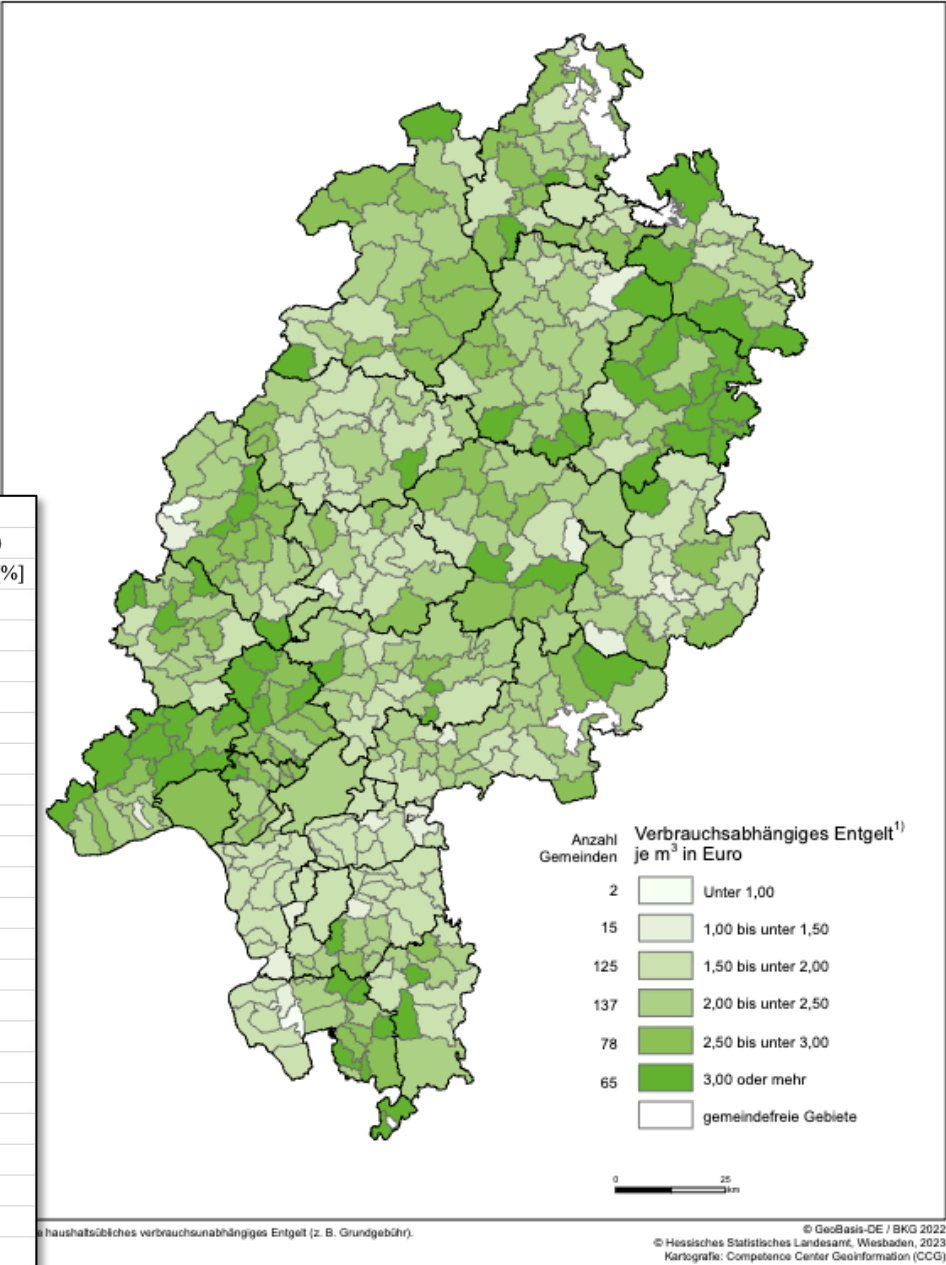 )
%]
Anzahl
Gemeinden
Verbrauchsabhängiges Entgelt¹⁾
je m³ in Euro
2 Unter 1,00
15 1,00 bis unter 1,50
125 1,50 bis unter 2,00
137 2,00 bis unter 2,50
78 2,50 bis unter 3,00
65 3,00 oder mehr
gemeindefreie Gebiete
0 25
km
e haushaltsübliches verbrauchsunabhängiges Entgelt (z. B. Grundgebühr).
© GeoBasis-DE / BKG 2022
© Hessisches Statistisches Landesamt, Wiesbaden, 2023
Kartografie: Competence Center Geoinformation (CCG)